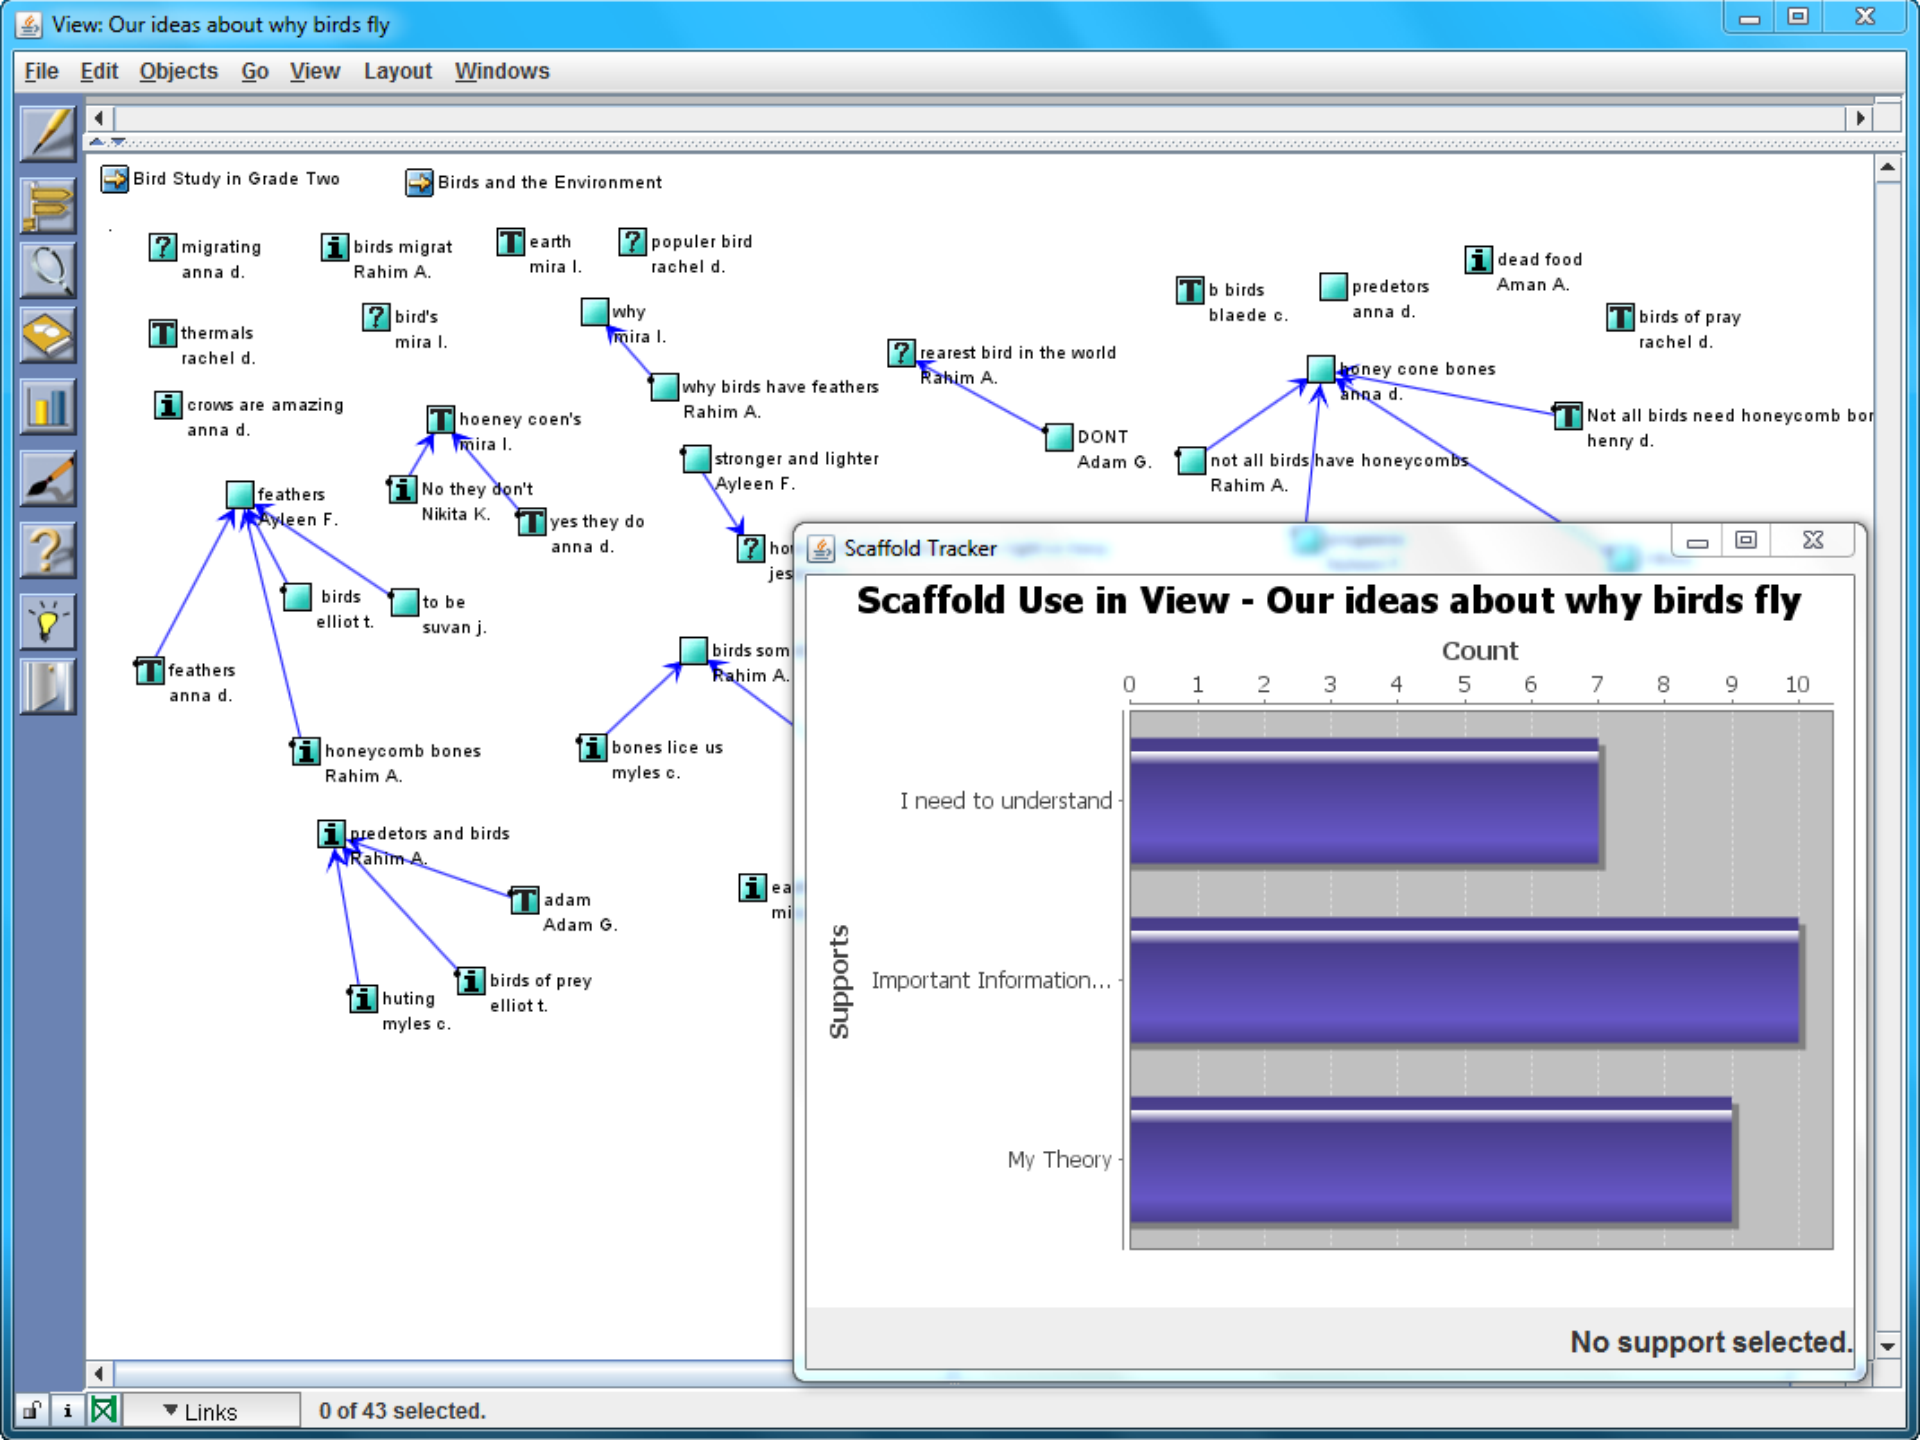 View: Our ideas about why birds fly
File Edit Objects Go View Layout Windows
Bird Study in Grade Two
Birds and the Environment
migrating
anna d.
birds migrat
Rahim A.
earth
mira l.
populer bird
rachel d.
dead food
Aman A.
b birds
blaede c.
predetors
anna d.
birds of pray
rachel d.
thermals
rachel d.
bird's
mira l.
why
mira l.
rearest bird in the world
Rahim A.
honey cone bones
anna d.
why birds have feathers
Rahim A.
crows are amazing
anna d.
hoeney coen's
mira l.
DONT
Adam G.
Not all birds need honeycomb bor
henry d.
stronger and lighter
Ayleen F.
not all birds have honeycombs
Rahim A.
feathers
Ayleen F.
No they don't
Nikita K.
yes they do
anna d.
hov
jes
birds
elliot t.
to be
suvan j.
feathers
anna d.
birds som
Rahim A.
honeycomb bones
Rahim A.
bones lice us
myles c.
predetors and birds
Rahim A.
ea
mi
adam
Adam G.
birds of prey
elliot t.
huting
myles c.
Scaffold Tracker
Scaffold Use in View - Our ideas about why birds fly
Count
0 1 2 3 4 5 6 7 8 9 10
Supports
I need to understand
Important Information...
My Theory
No support selected.
Links
0 of 43 selected.